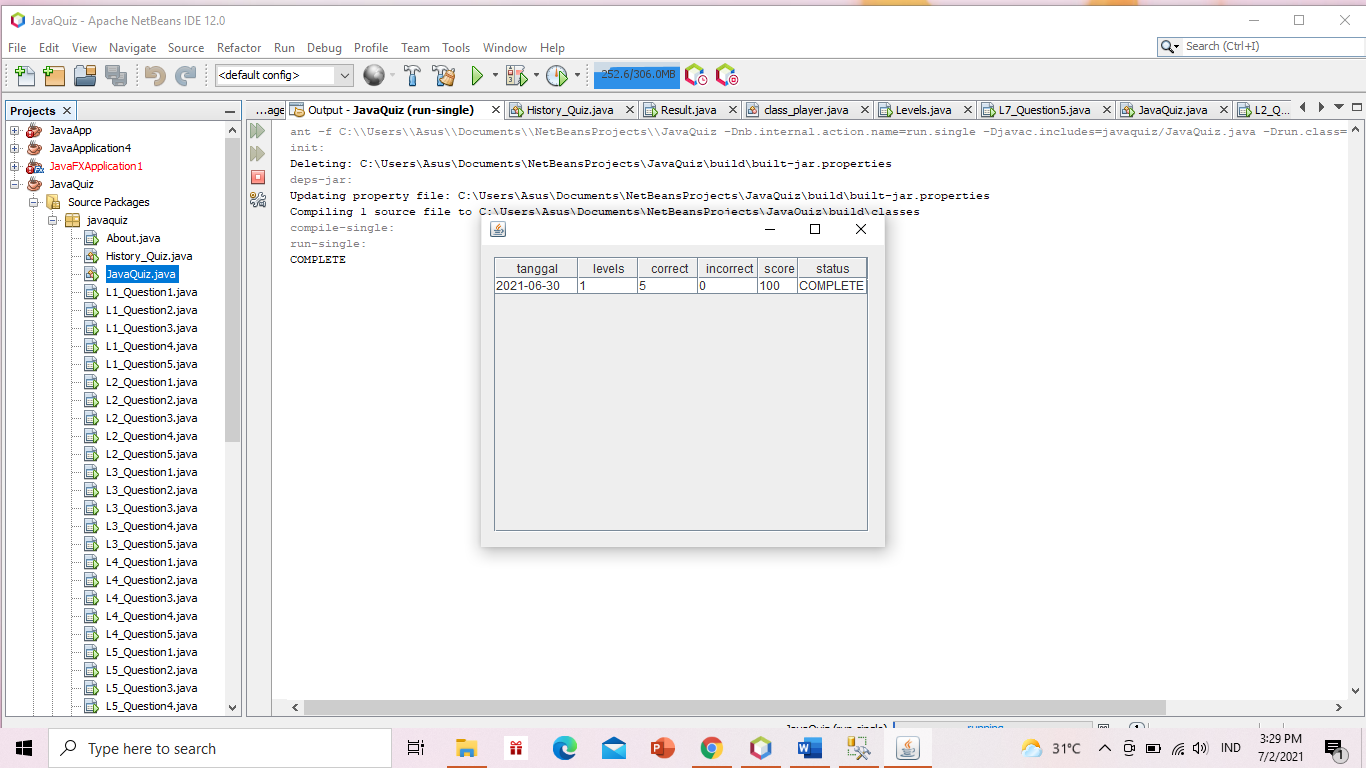 JavaQuiz - Apache NetBeans IDE 12.0
File Edit View Navigate Source Refactor Run Debug Profile Team Tools Window Help
Search (Ctrl+I)
<default config>
252.6/306.0MB
Projects
...age
Output - JavaQuiz (run-single)
History_Quiz.java
Result.java
class_player.java
Levels.java
L7_Question5.java
JavaQuiz.java
L2_Q...
JavaApp
JavaApplication4
JavaFXApplication1
JavaQuiz
Source Packages
javaquiz
About.java
History_Quiz.java
JavaQuiz.java
L1_Question1.java
L1_Question2.java
L1_Question3.java
L1_Question4.java
L1_Question5.java
L2_Question1.java
L2_Question2.java
L2_Question3.java
L2_Question4.java
L2_Question5.java
L3_Question1.java
L3_Question2.java
L3_Question3.java
L3_Question4.java
L3_Question5.java
L4_Question1.java
L4_Question2.java
L4_Question3.java
L4_Question4.java
L4_Question5.java
L5_Question1.java
L5_Question2.java
L5_Question3.java
L5_Question4.java
ant -f C:\\Users\\Asus\\Documents\\NetBeansProjects\\JavaQuiz -Dnb.internal.action.name=run.single -Djavac.includes=javaquiz/JavaQuiz.java -Drun.class=
init:
Deleting: C:\Users\Asus\Documents\NetBeansProjects\JavaQuiz\build\built-jar.properties
deps-jar:
Updating property file: C:\Users\Asus\Documents\NetBeansProjects\JavaQuiz\build\built-jar.properties
Compiling 1 source file to C:\Users\Asus\Documents\NetBeansProjects\JavaQuiz\build\classes
compile-single:
run-single:
COMPLETE
tanggal levels correct incorrect score status
2021-06-30 1 5 0 100 COMPLETE
JavaQuiz (run-single) running...
Type here to search
31°C
IND
3:29 PM
7/2/2021
1